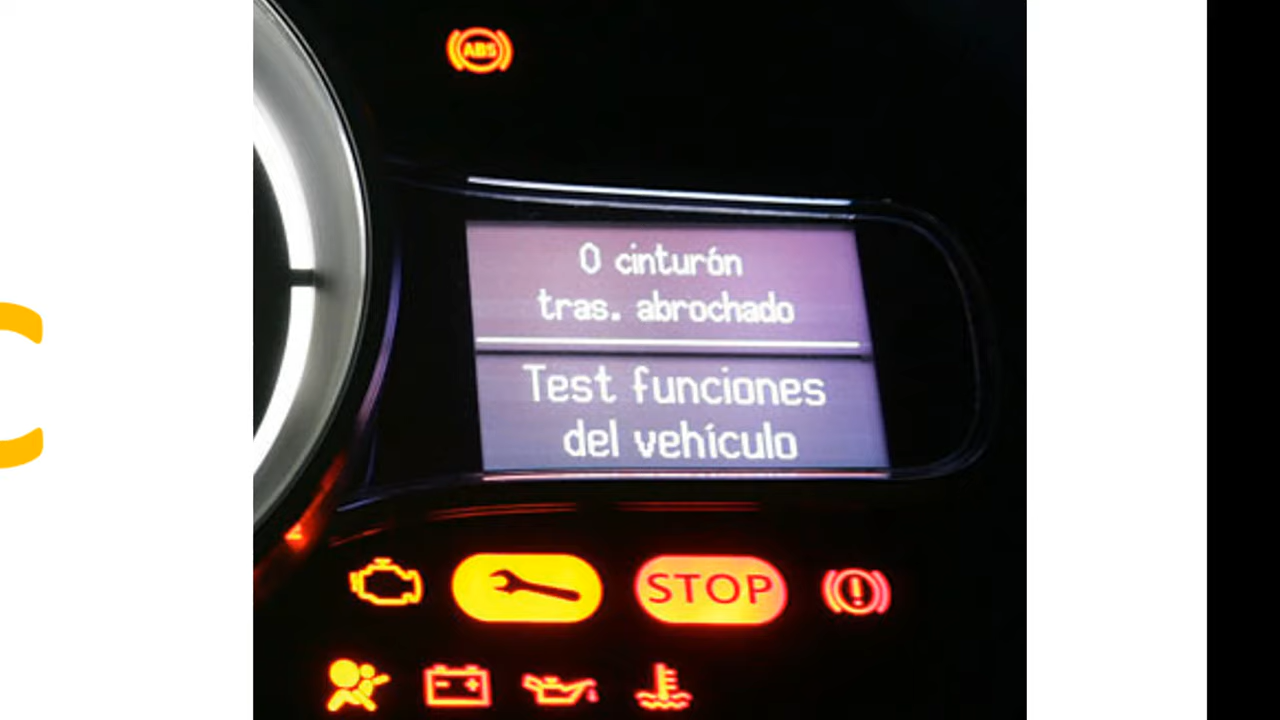 ABS
0 cinturón
tras. abrochado
Test funciones
del vehículo
STOP